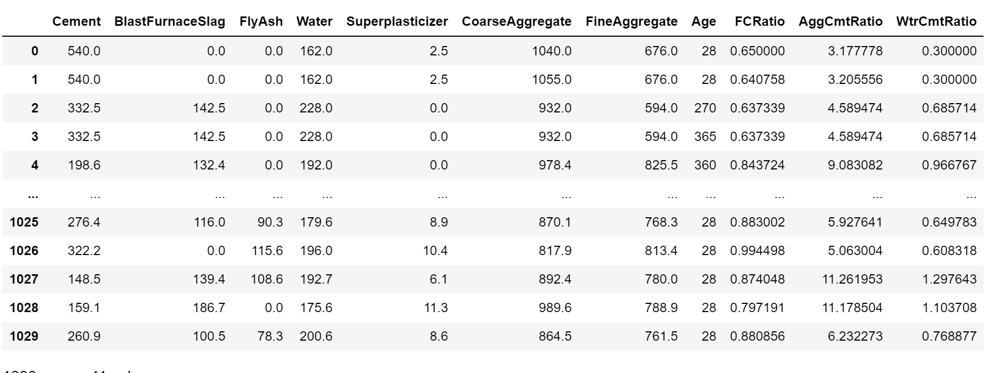 Cement BlastFurnaceSlag FlyAsh Water Superplasticizer CoarseAggregate FineAggregate Age FCRatio AggCmtRatio WtrCmtRatio
0 540.0 0.0 0.0 162.0 2.5 1040.0 676.0 28 0.650000 3.177778 0.300000
1 540.0 0.0 0.0 162.0 2.5 1055.0 676.0 28 0.640758 3.205556 0.300000
2 332.5 142.5 0.0 228.0 0.0 932.0 594.0 270 0.637339 4.589474 0.685714
3 332.5 142.5 0.0 228.0 0.0 932.0 594.0 365 0.637339 4.589474 0.685714
4 198.6 132.4 0.0 192.0 0.0 978.4 825.5 360 0.843724 9.083082 0.966767
... ... ... ... ... ... ... ... ... ... ... ...
1025 276.4 116.0 90.3 179.6 8.9 870.1 768.3 28 0.883002 5.927641 0.649783
1026 322.2 0.0 115.6 196.0 10.4 817.9 813.4 28 0.994498 5.063004 0.608318
1027 148.5 139.4 108.6 192.7 6.1 892.4 780.0 28 0.874048 11.261953 1.297643
1028 159.1 186.7 0.0 175.6 11.3 989.6 788.9 28 0.797191 11.178504 1.103708
1029 260.9 100.5 78.3 200.6 8.6 864.5 761.5 28 0.880856 6.232273 0.768877